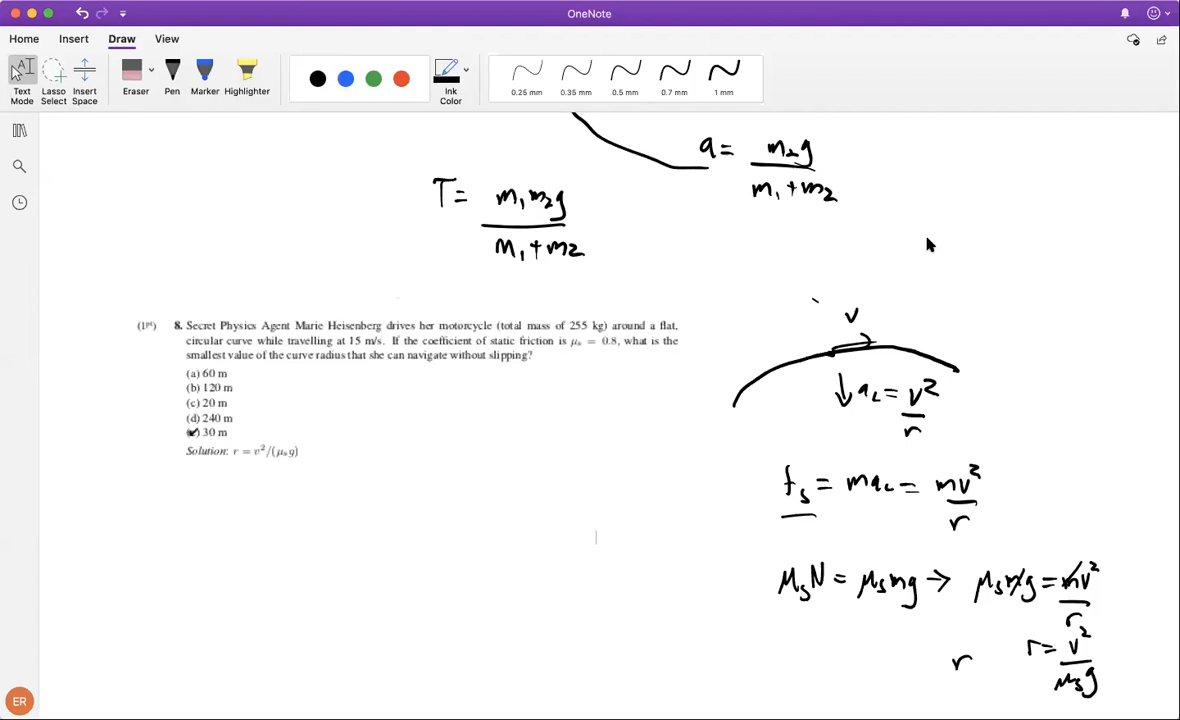 OneNote
Home Insert Draw View
Text Mode
Lasso Select
Insert Space
Eraser
Pen
Marker
Highlighter
Ink Color
0.25 mm
0.35 mm
0.5 mm
0.7 mm
1 mm
a = m₂g / m₁ + m₂
T = m₁m₂g / m₁ + m₂
(1pt) 8. Secret Physics Agent Marie Heisenberg drives her motorcycle (total mass of 255 kg) around a flat,
circular curve while travelling at 15 m/s. If the coefficient of static friction is μₛ = 0.8, what is the
smallest value of the curve radius that she can navigate without slipping?
(a) 60 m
(b) 120 m
(c) 20 m
(d) 240 m
30 m
Solution: r = v²/(μₛg)
v
↓ a꜀ = v² / r
fₛ = ma꜀ = mv² / r
μₛN = μₛmg → μₛmg = mv² / r
r
r = v² / μₛg
ER